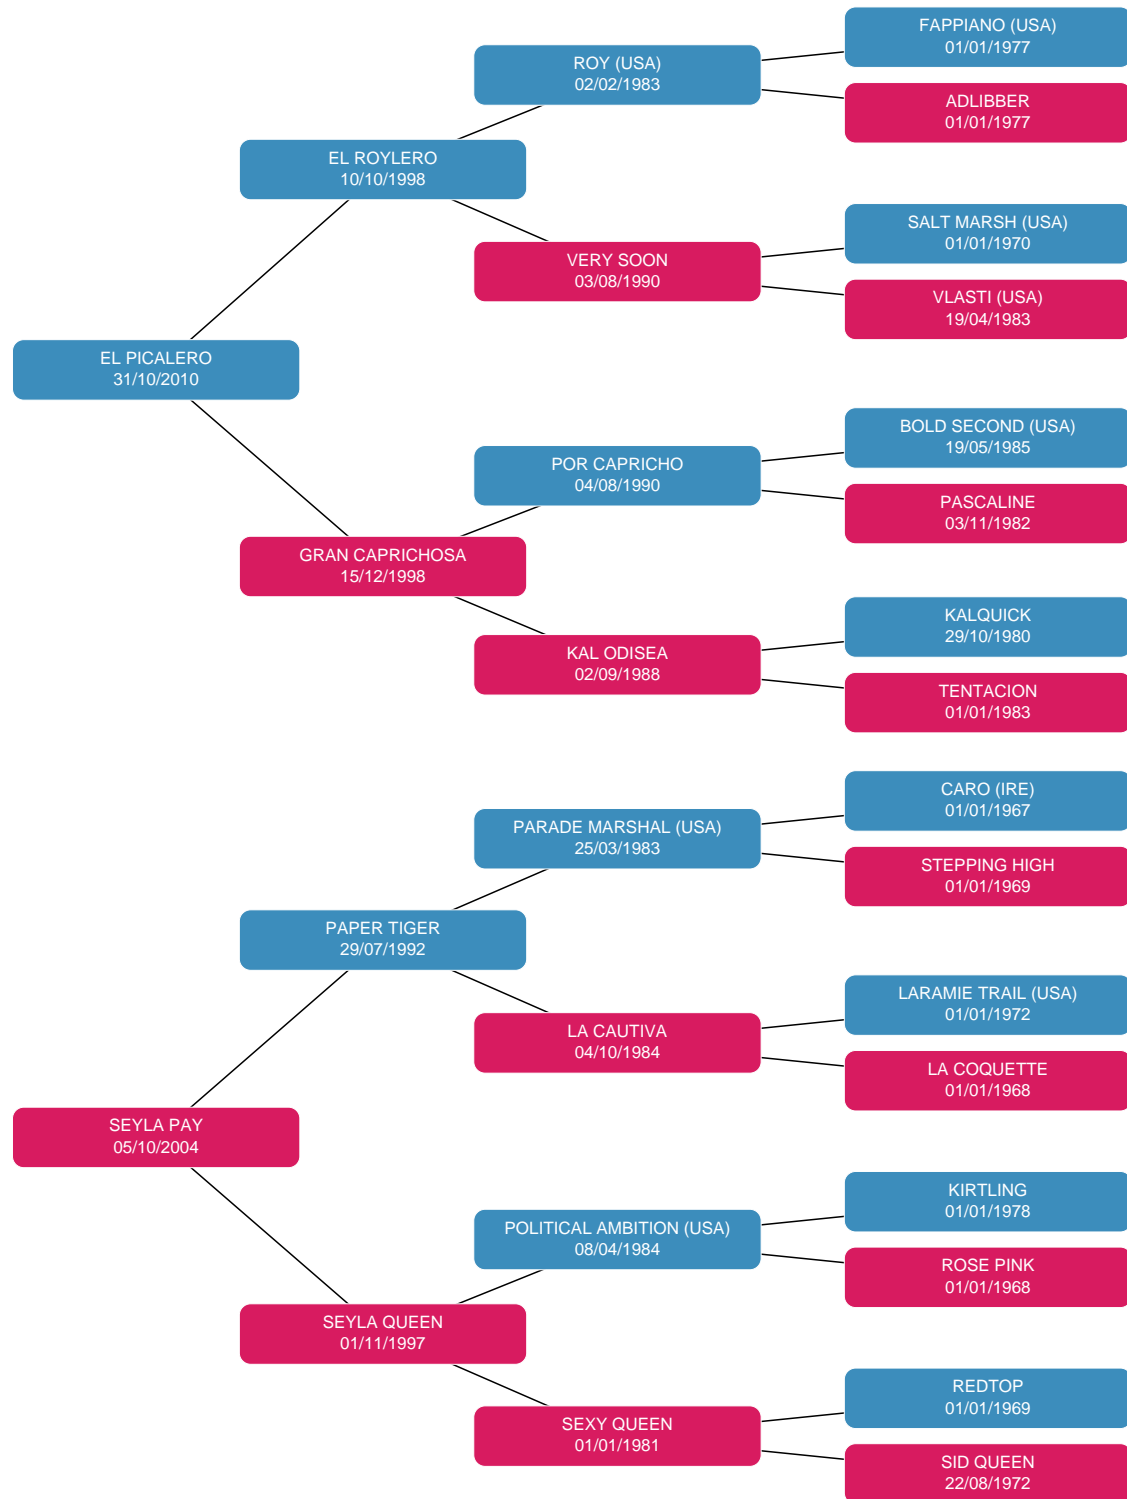 FAPPIANO (USA)
01/01/1977
ROY (USA)
02/02/1983
ADLIBBER
01/01/1977
EL ROYLERO
10/10/1998
SALT MARSH (USA)
01/01/1970
VERY SOON
03/08/1990
VLASTI (USA)
19/04/1983
EL PICALERO
31/10/2010
BOLD SECOND (USA)
19/05/1985
POR CAPRICHO
04/08/1990
PASCALINE
03/11/1982
GRAN CAPRICHOSA
15/12/1998
KALQUICK
29/10/1980
KAL ODISEA
02/09/1988
TENTACION
01/01/1983
CARO (IRE)
01/01/1967
PARADE MARSHAL (USA)
25/03/1983
STEPPING HIGH
01/01/1969
PAPER TIGER
29/07/1992
LARAMIE TRAIL (USA)
01/01/1972
LA CAUTIVA
04/10/1984
LA COQUETTE
01/01/1968
SEYLA PAY
05/10/2004
KIRTLING
01/01/1978
POLITICAL AMBITION (USA)
08/04/1984
ROSE PINK
01/01/1968
SEYLA QUEEN
01/11/1997
REDTOP
01/01/1969
SEXY QUEEN
01/01/1981
SID QUEEN
22/08/1972